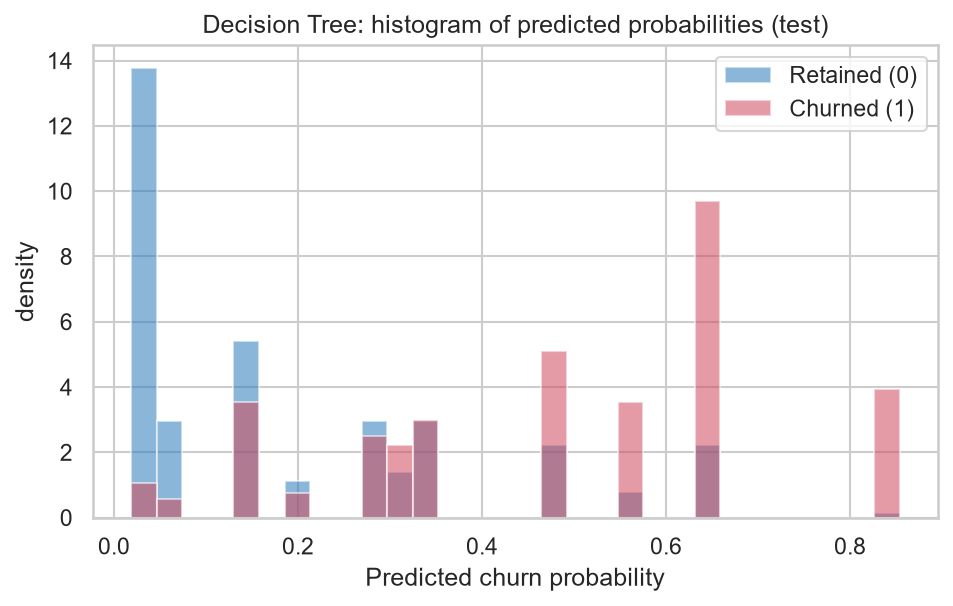 Decision Tree: histogram of predicted probabilities (test)
Retained (0)
Churned (1)
14
12
10
8
6
4
2
0
density
0.0 0.2 0.4 0.6 0.8
Predicted churn probability